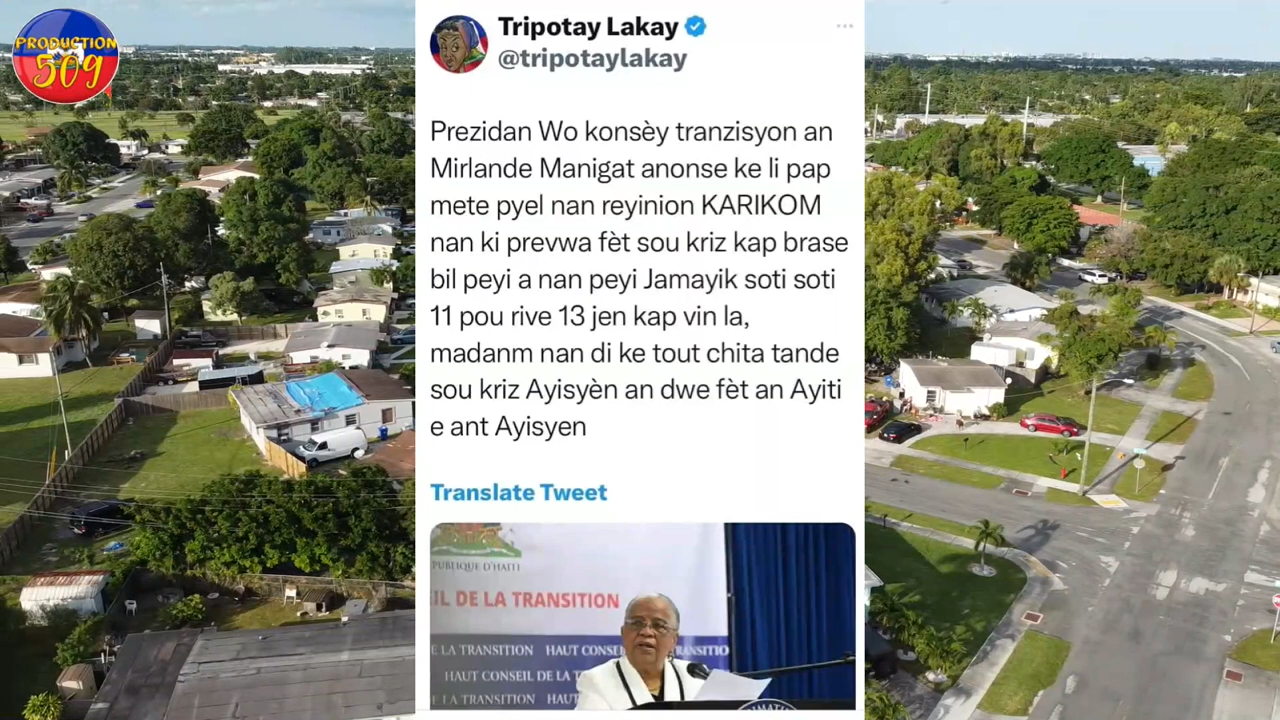 PRODUCTION
509
Tripotay Lakay
@tripotaylakay
Prezidan Wo konsèy tranzisyon an
Mirlande Manigat anonse ke li pap
mete pyel nan reyinion KARIKOM
nan ki prevwa fèt sou kriz kap brase
bil peyi a nan peyi Jamayik soti soti
11 pou rive 13 jen kap vin la,
madanm nan di ke tout chita tande
sou kriz Ayisyèn an dwe fèt an Ayiti
e ant Ayisyen
Translate Tweet
PUBLIQUE D'HAITI
IL DE LA TRANSITION
E LA TRANSITION HAUT CONSEI RANSITIO
HAUT CONSEIL DE LA T
LA TRANSITION HAUT